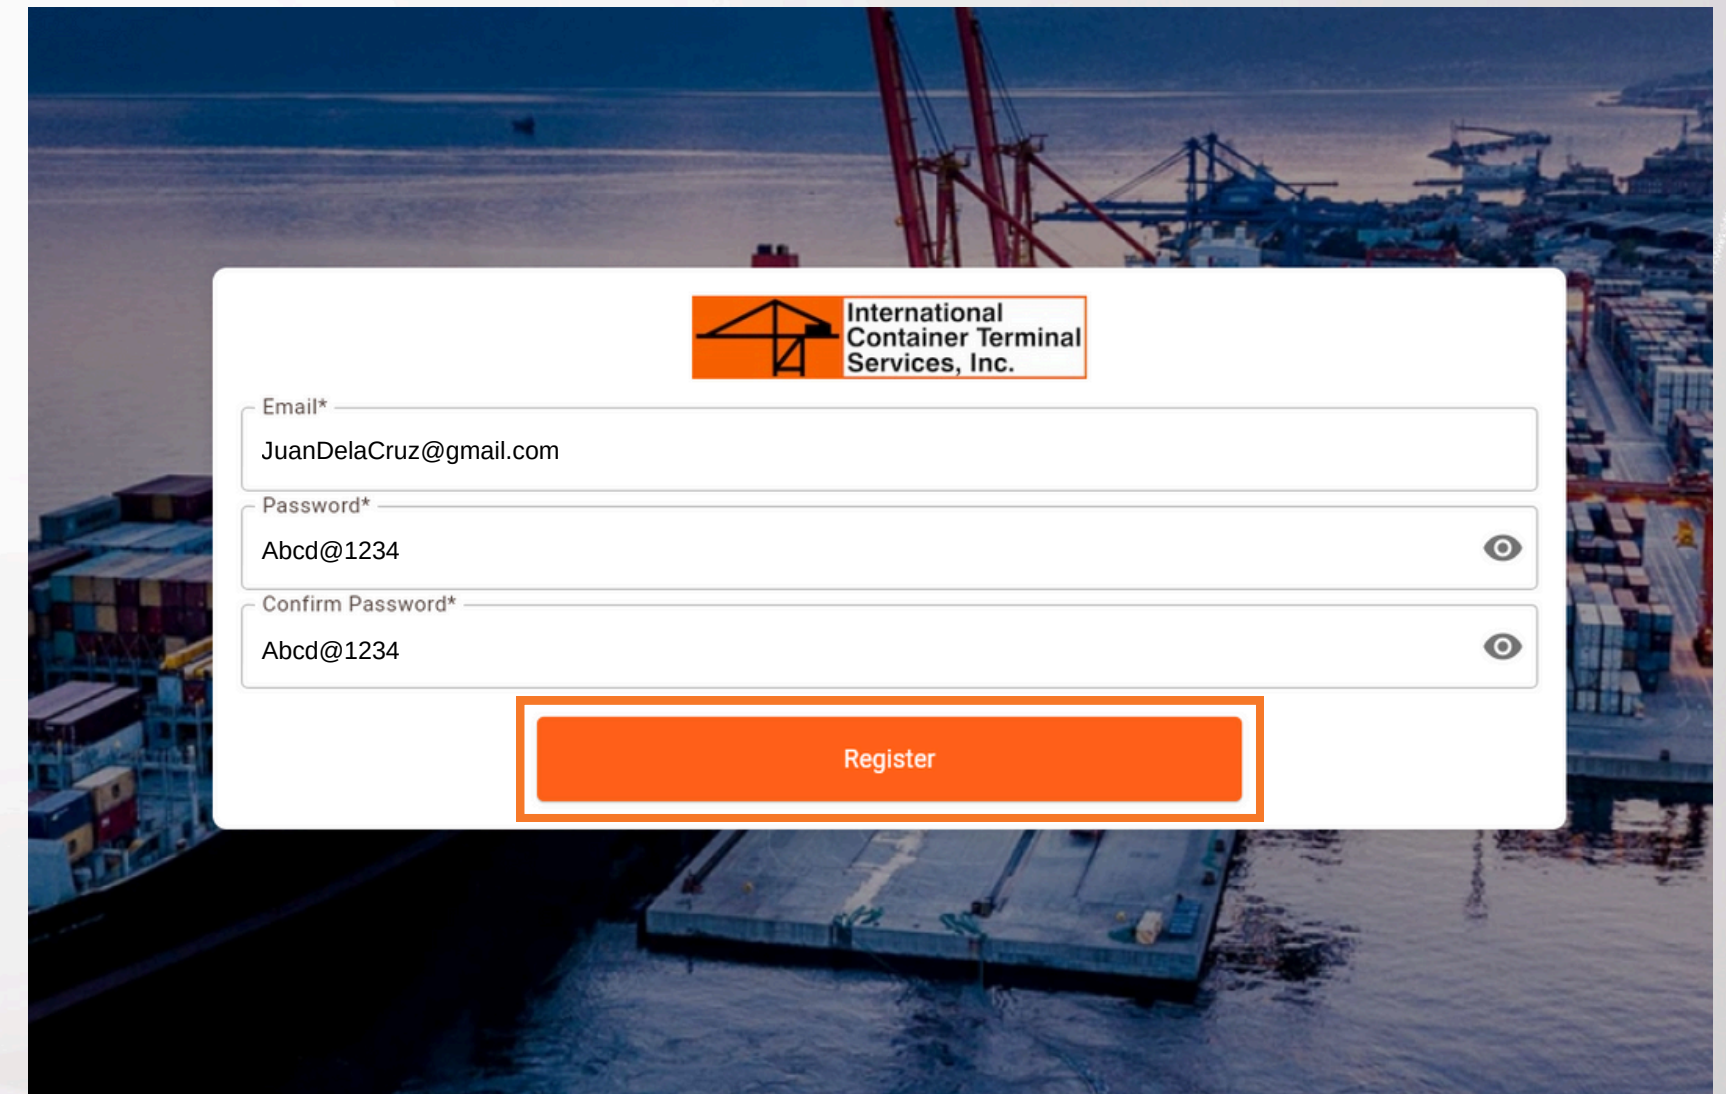 International
Container Terminal
Services, Inc.
Email*
JuanDelaCruz@gmail.com
Password*
Abcd@1234
Confirm Password*
Abcd@1234
Register